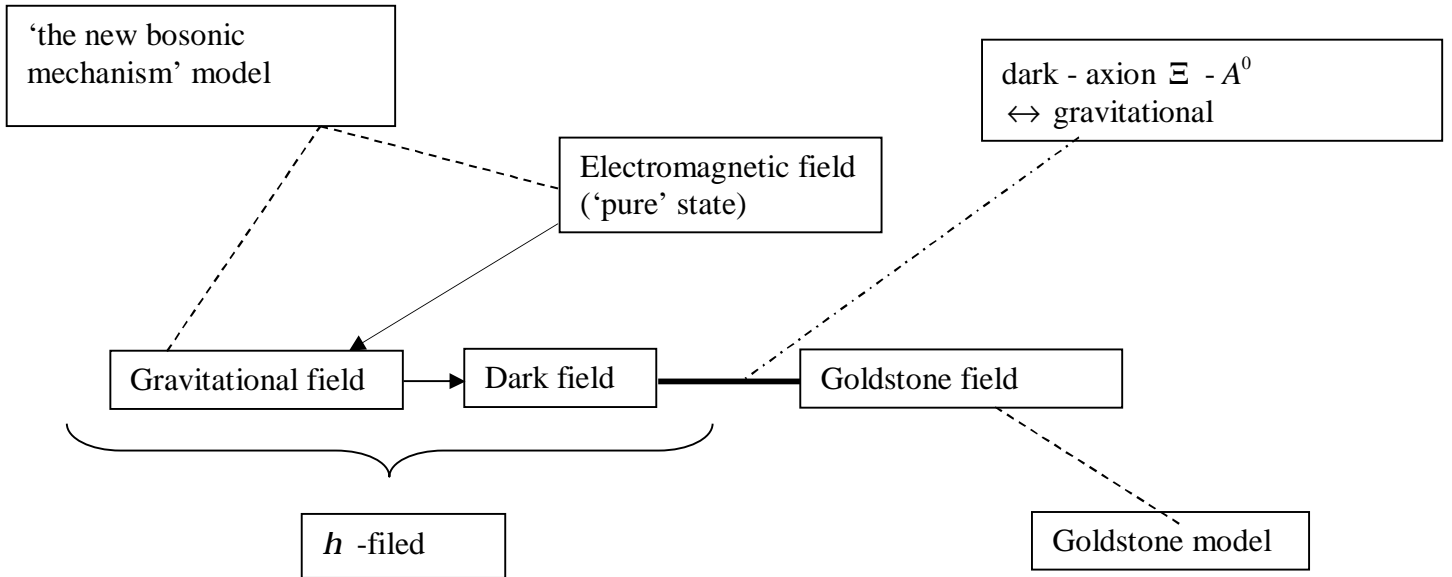 ‘the new bosonic
mechanism’ model
dark - axion Ξ - A⁰
↔ gravitational
Electromagnetic field
(‘pure’ state)
Gravitational field
Dark field
Goldstone field
h -filed
Goldstone model